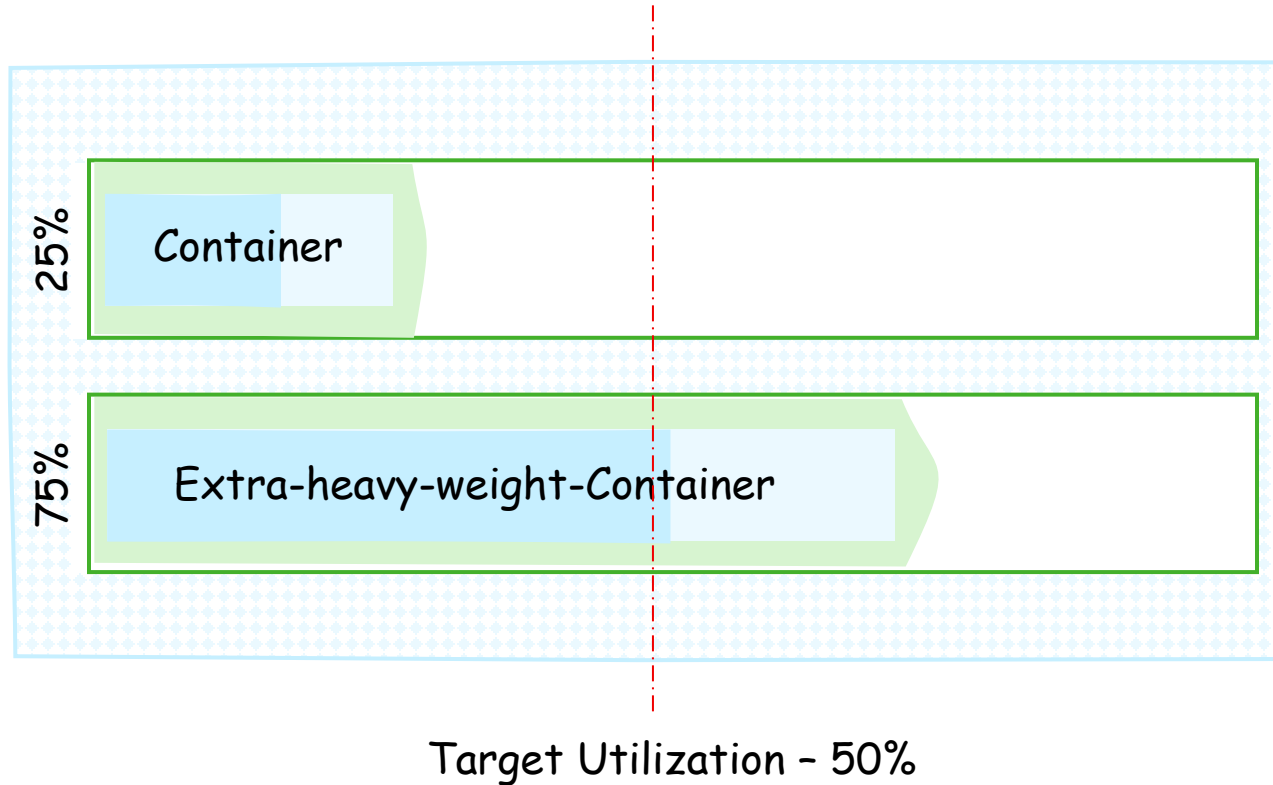 25%
Container
75%
Extra-heavy-weight-Container
Target Utilization – 50%